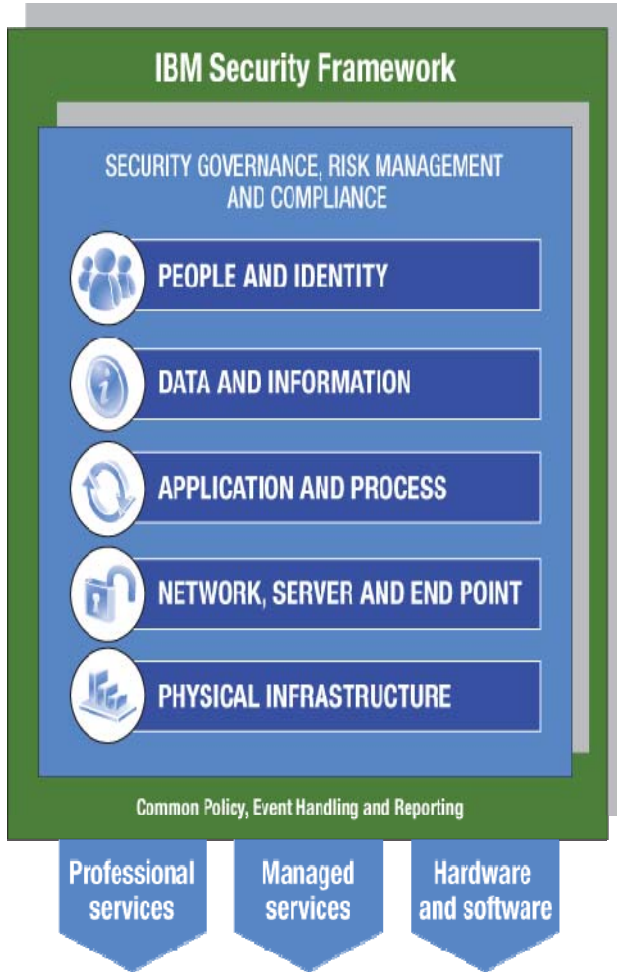 IBM Security Framework
SECURITY GOVERNANCE, RISK MANAGEMENT
AND COMPLIANCE
PEOPLE AND IDENTITY
DATA AND INFORMATION
APPLICATION AND PROCESS
NETWORK, SERVER AND END POINT
PHYSICAL INFRASTRUCTURE
Common Policy, Event Handling and Reporting
Professional
services
Managed
services
Hardware
and software